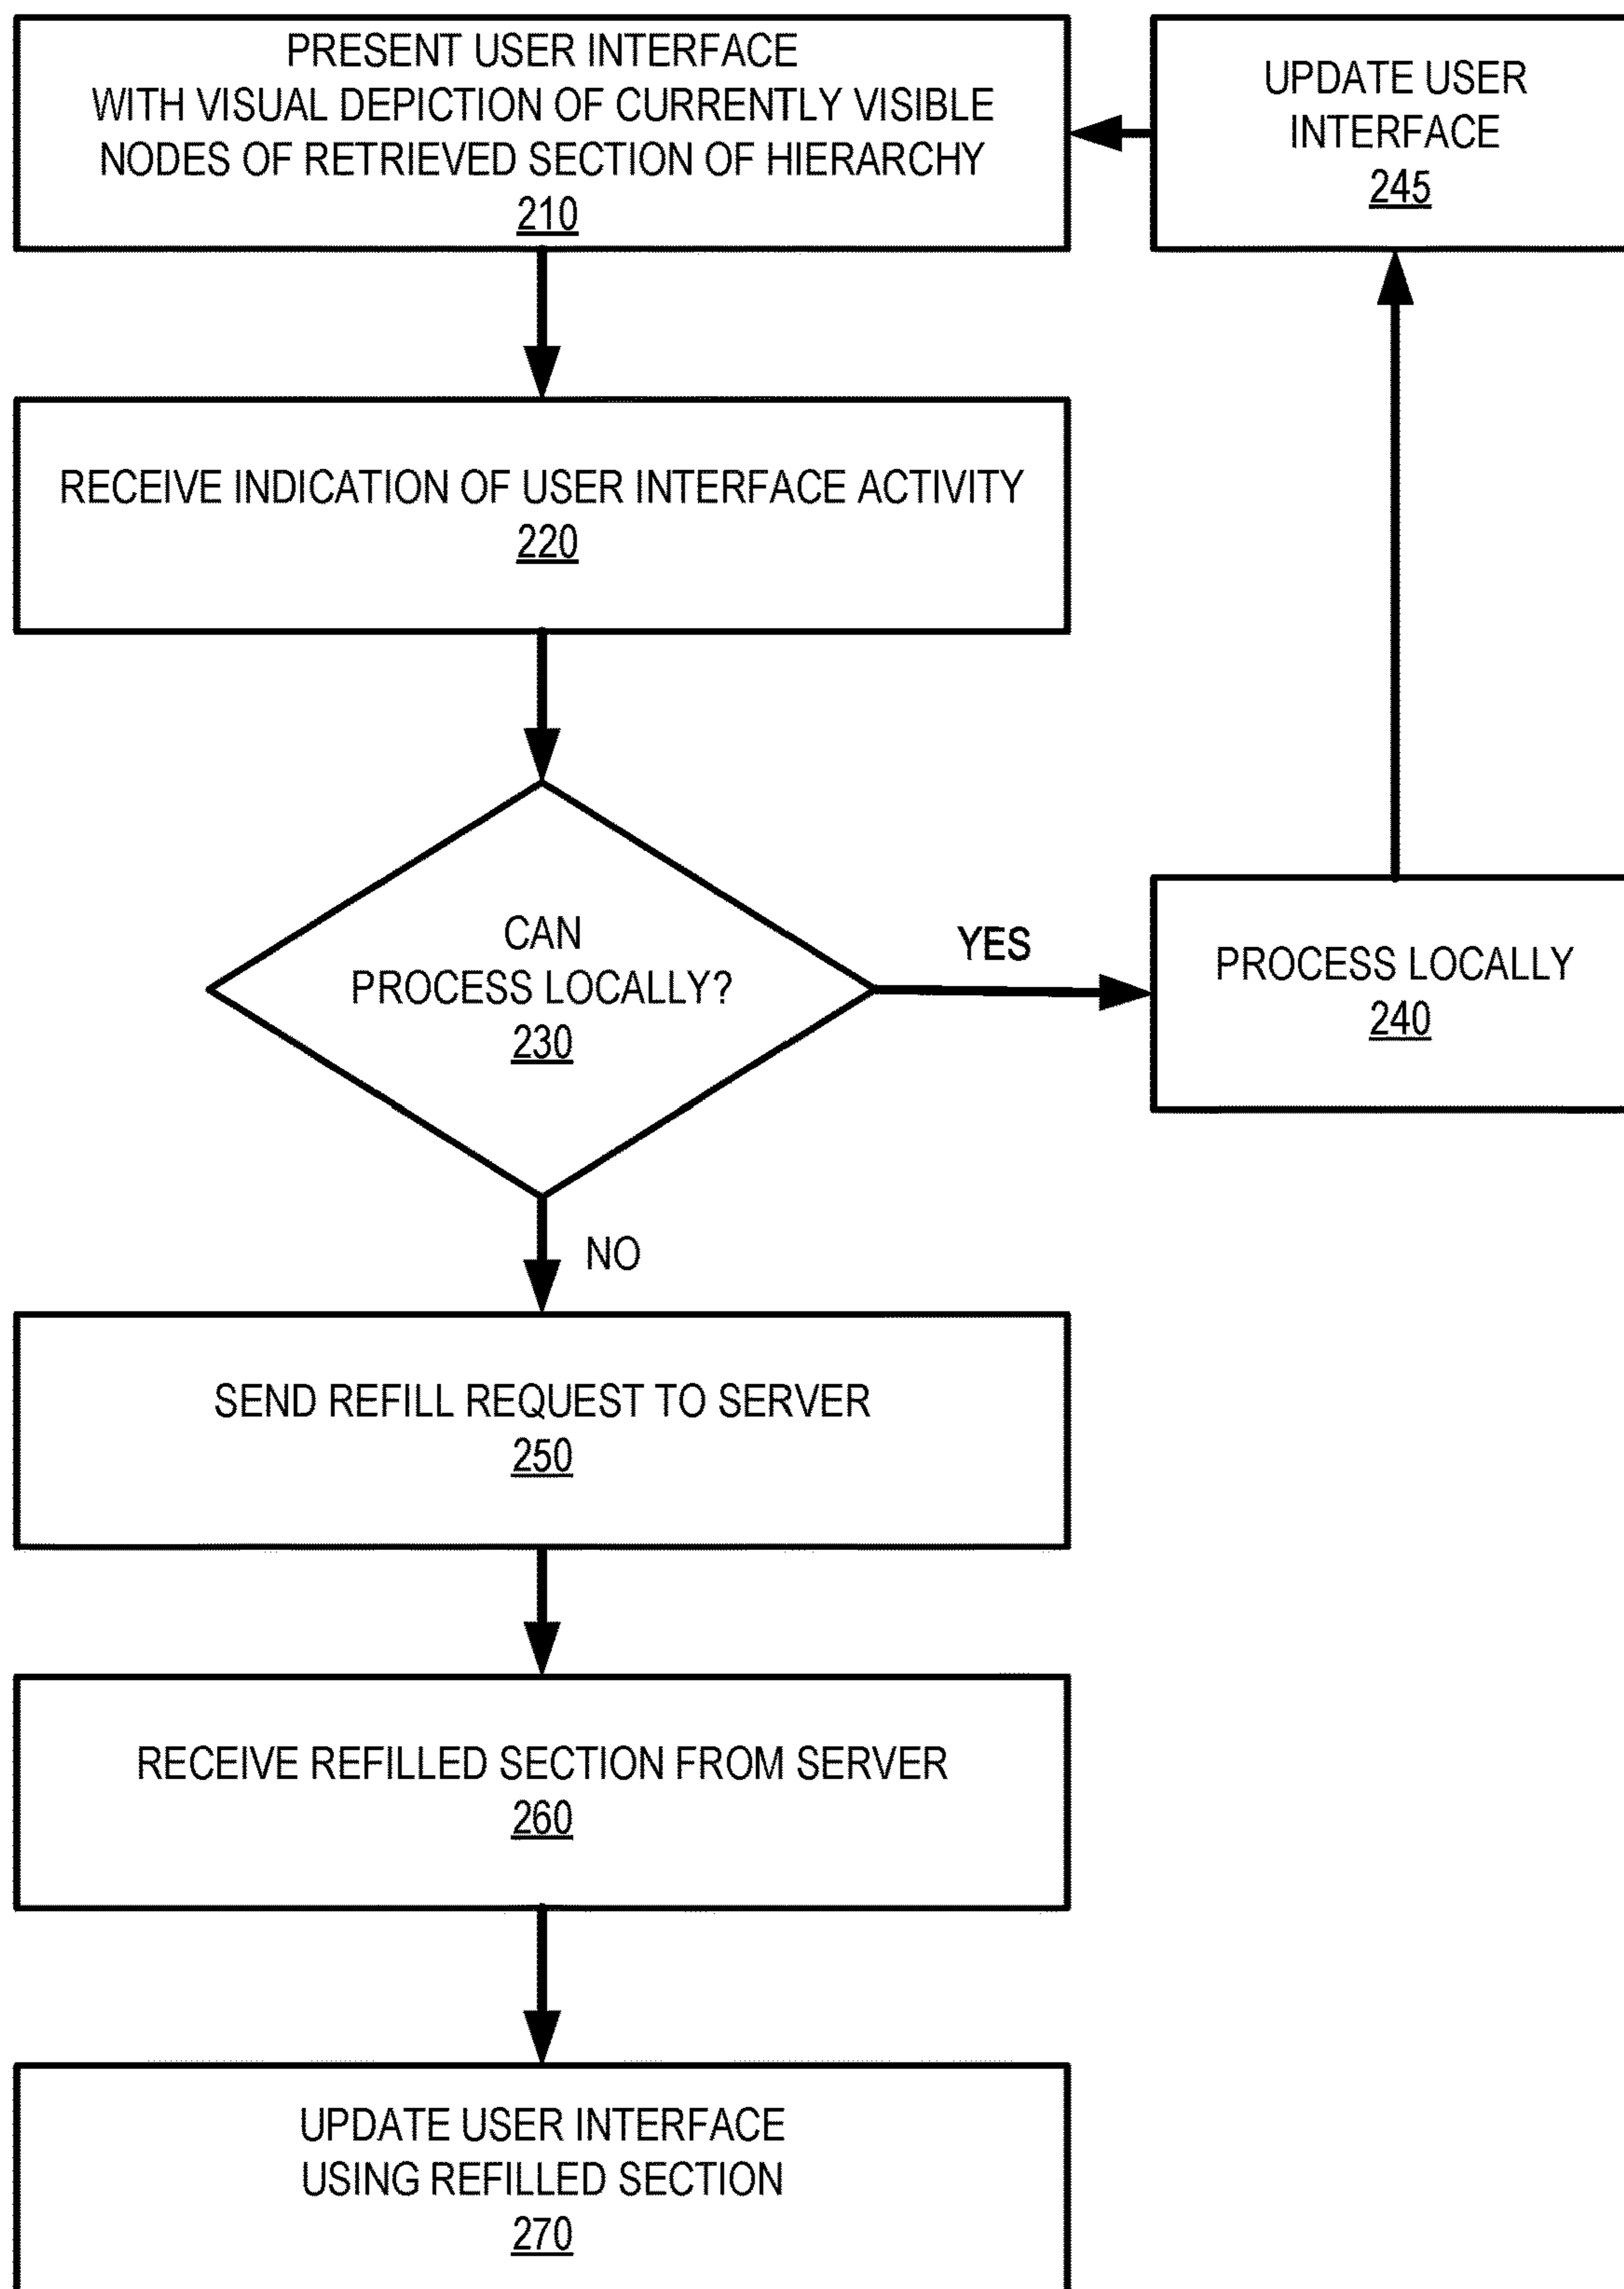 PRESENT USER INTERFACE
WITH VISUAL DEPICTION OF CURRENTLY VISIBLE
NODES OF RETRIEVED SECTION OF HIERARCHY
210
UPDATE USER
INTERFACE
245
RECEIVE INDICATION OF USER INTERFACE ACTIVITY
220
CAN
PROCESS LOCALLY?
230
YES
PROCESS LOCALLY
240
NO
SEND REFILL REQUEST TO SERVER
250
RECEIVE REFILLED SECTION FROM SERVER
260
UPDATE USER INTERFACE
USING REFILLED SECTION
270